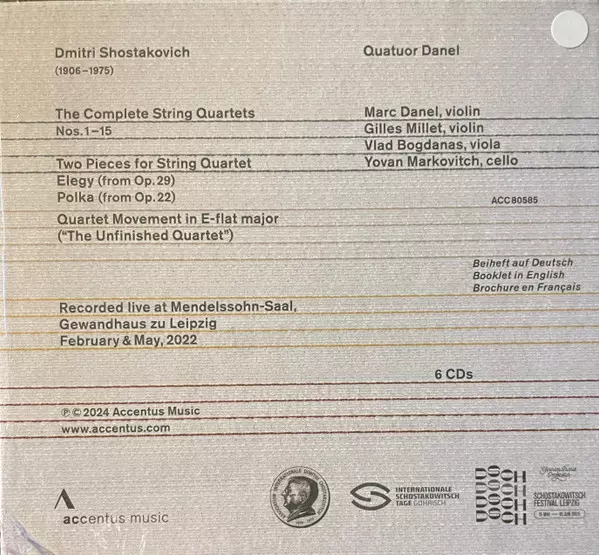 Dmitri Shostakovich
(1906–1975)
Quatuor Danel
The Complete String Quartets
Nos. 1–15
Two Pieces for String Quartet
Elegy (from Op. 29)
Polka (from Op. 22)
Quartet Movement in E-flat major
(“The Unfinished Quartet”)
Marc Danel, violin
Gilles Millet, violin
Vlad Bogdanas, viola
Yovan Markovitch, cello
ACC 80585
Beiheft auf Deutsch
Booklet in English
Brochure en Français
Recorded live at Mendelssohn-Saal,
Gewandhaus zu Leipzig
February & May, 2022
6 CDs
℗ © 2024 Accentus Music
www.accentus.com
accentus music
INTERNATIONALE
SCHOSTAKOWITSCH
TAGE GOHRISCH
SCHOSTAKOWITSCH
FESTIVAL LEIPZIG